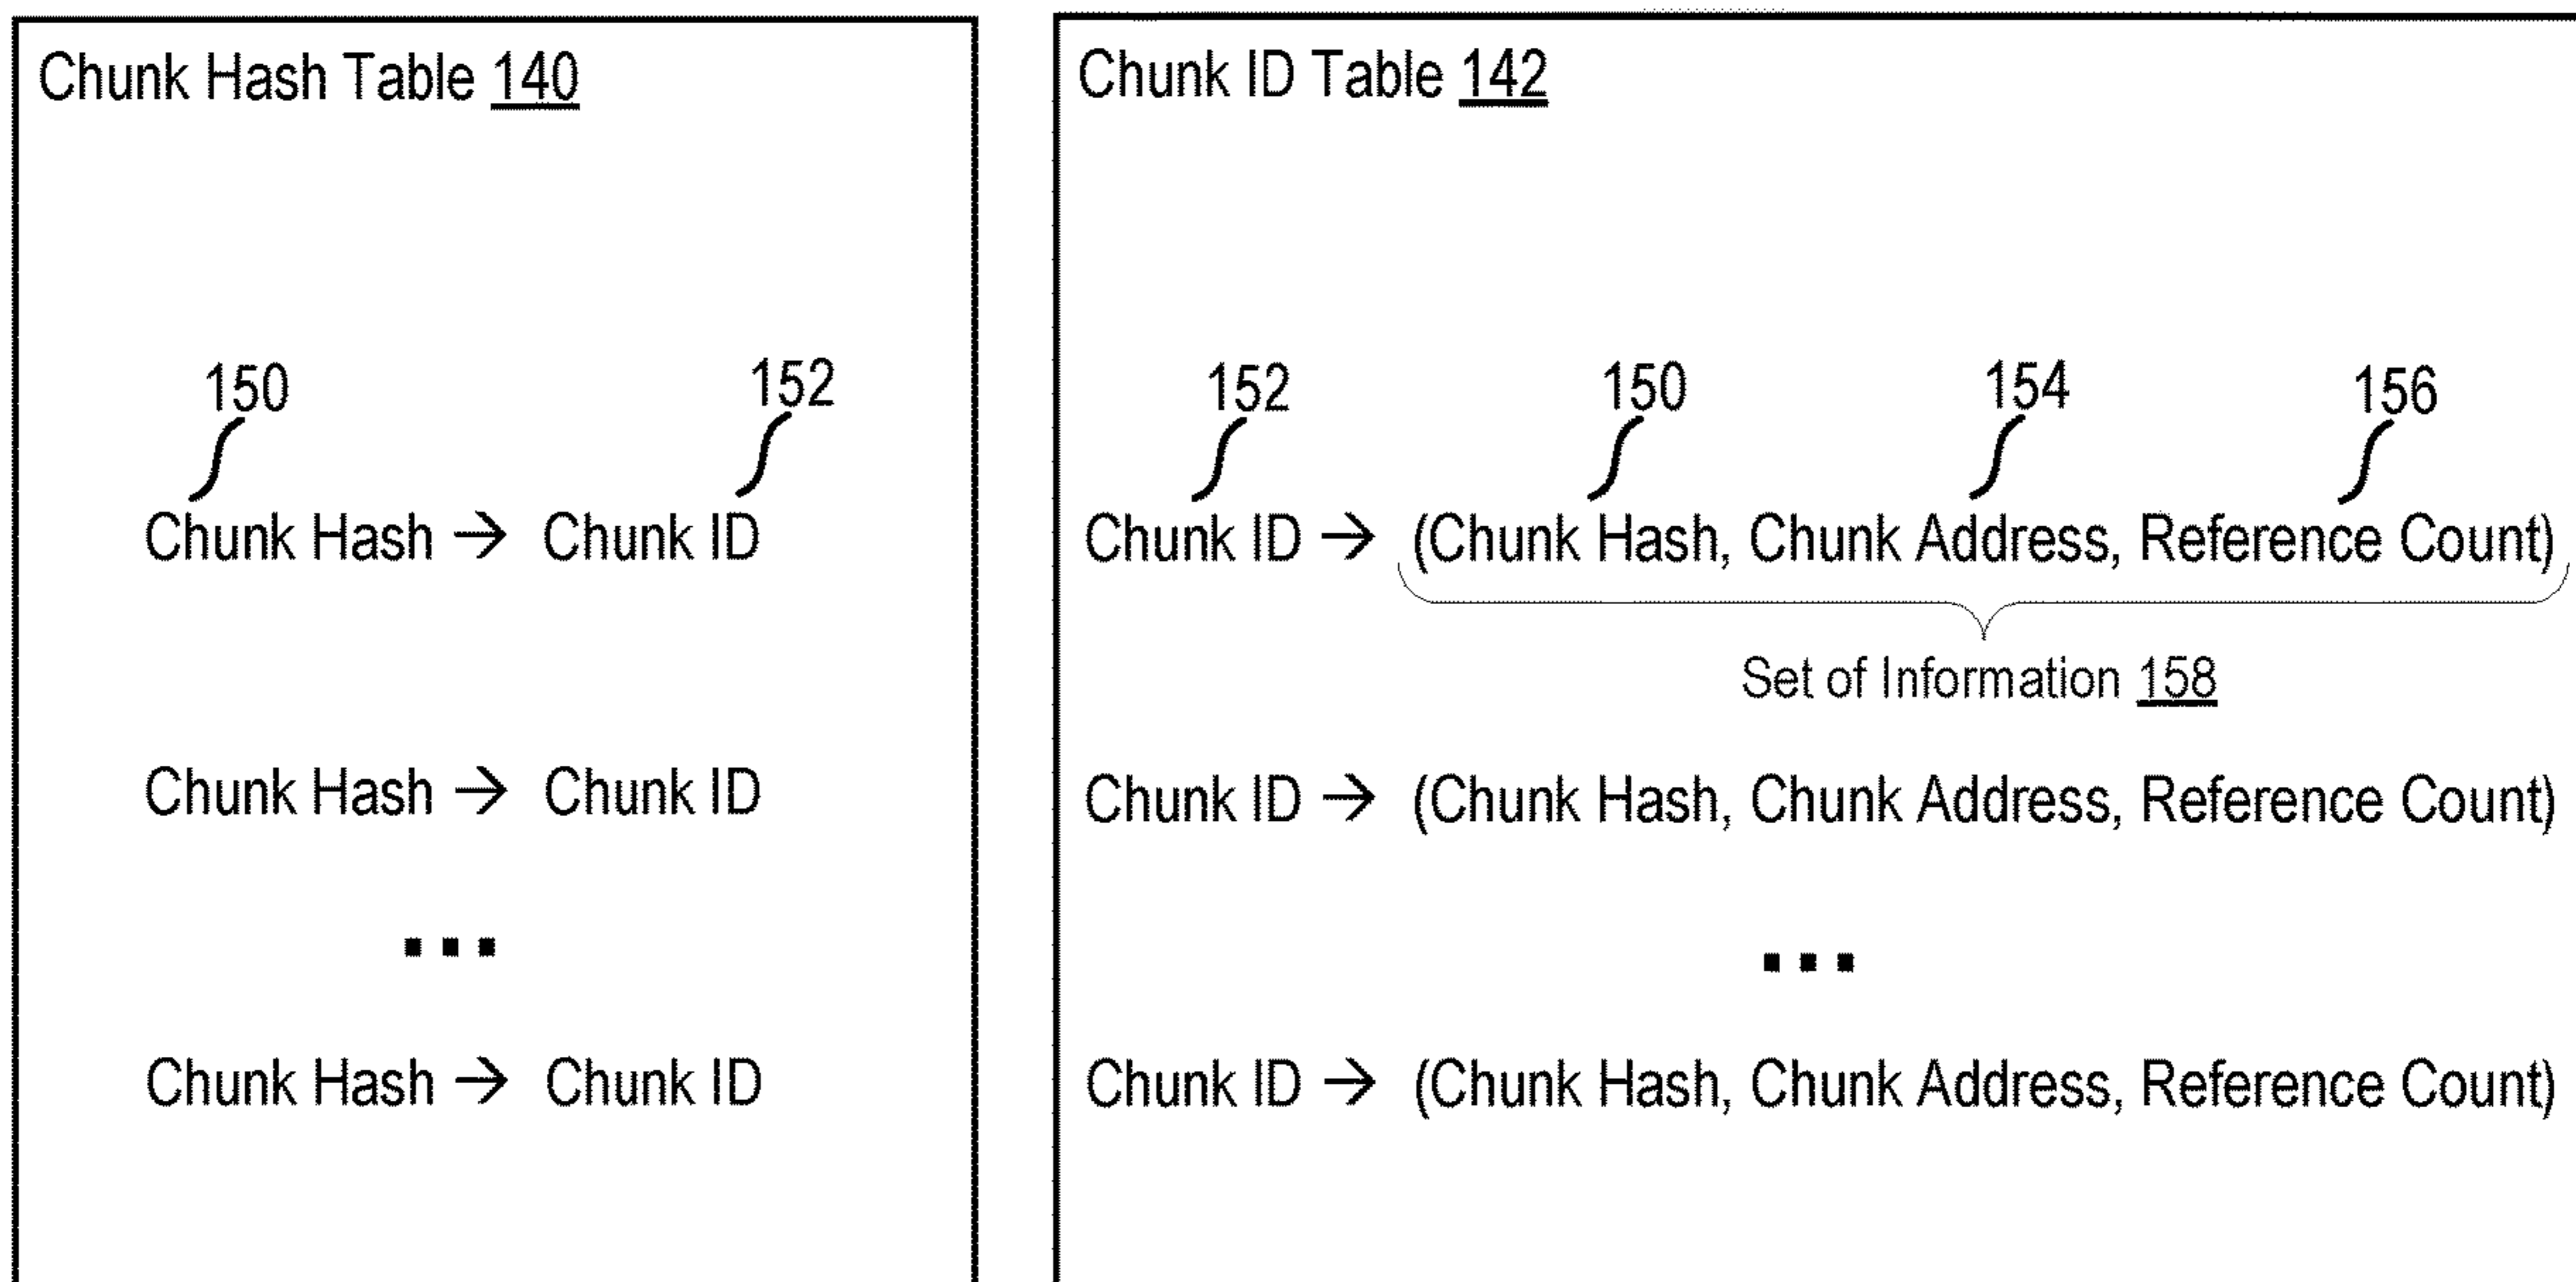 Chunk Hash Table 140
150 152
Chunk Hash → Chunk ID
Chunk Hash → Chunk ID
...
Chunk Hash → Chunk ID
Chunk ID Table 142
152 150 154 156
Chunk ID → (Chunk Hash, Chunk Address, Reference Count)
Set of Information 158
Chunk ID → (Chunk Hash, Chunk Address, Reference Count)
...
Chunk ID → (Chunk Hash, Chunk Address, Reference Count)